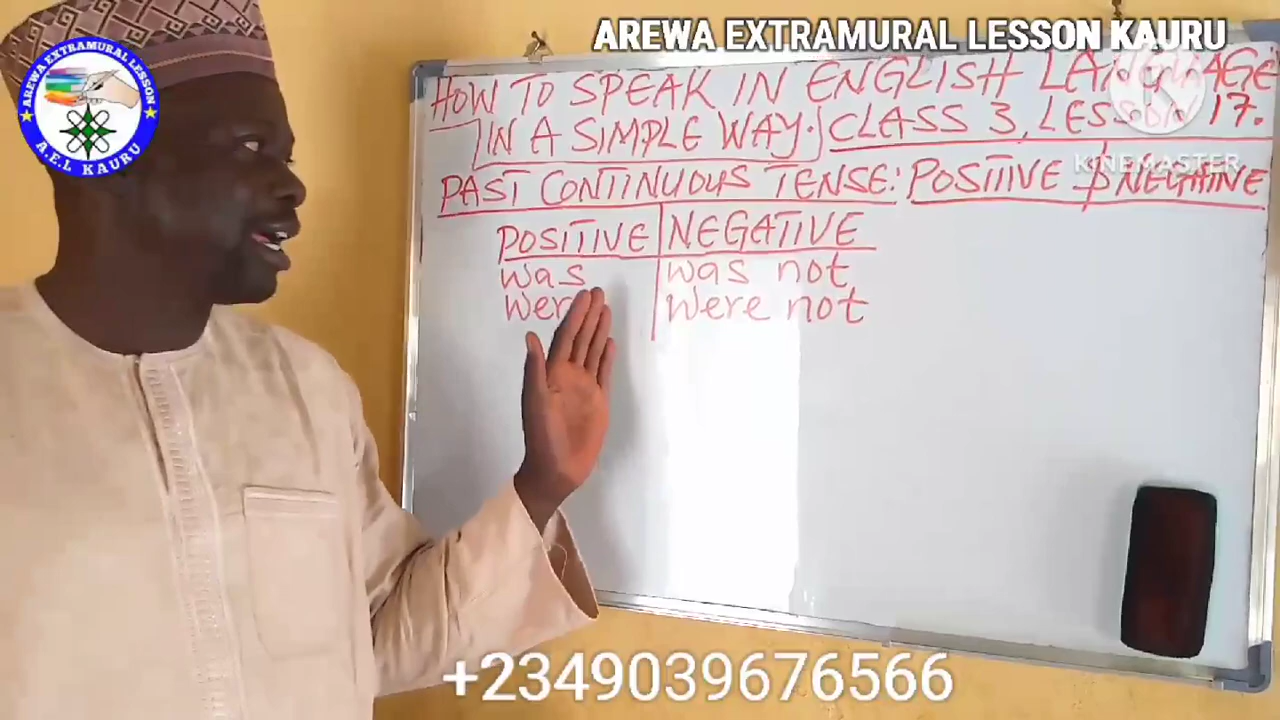 AREWA EXTRAMURAL LESSON KAURU
AREWA EXTRAMURAL LESSON
A.E.L KAURU
HOW TO SPEAK IN ENGLISH LANGUAGE
IN A SIMPLE WAY. CLASS 3, LESSON 17.
KINEMASTER
PAST CONTINUOUS TENSE: POSITIVE & NEGATIVE
POSITIVE NEGATIVE
was was not
wer were not
+2349039676566